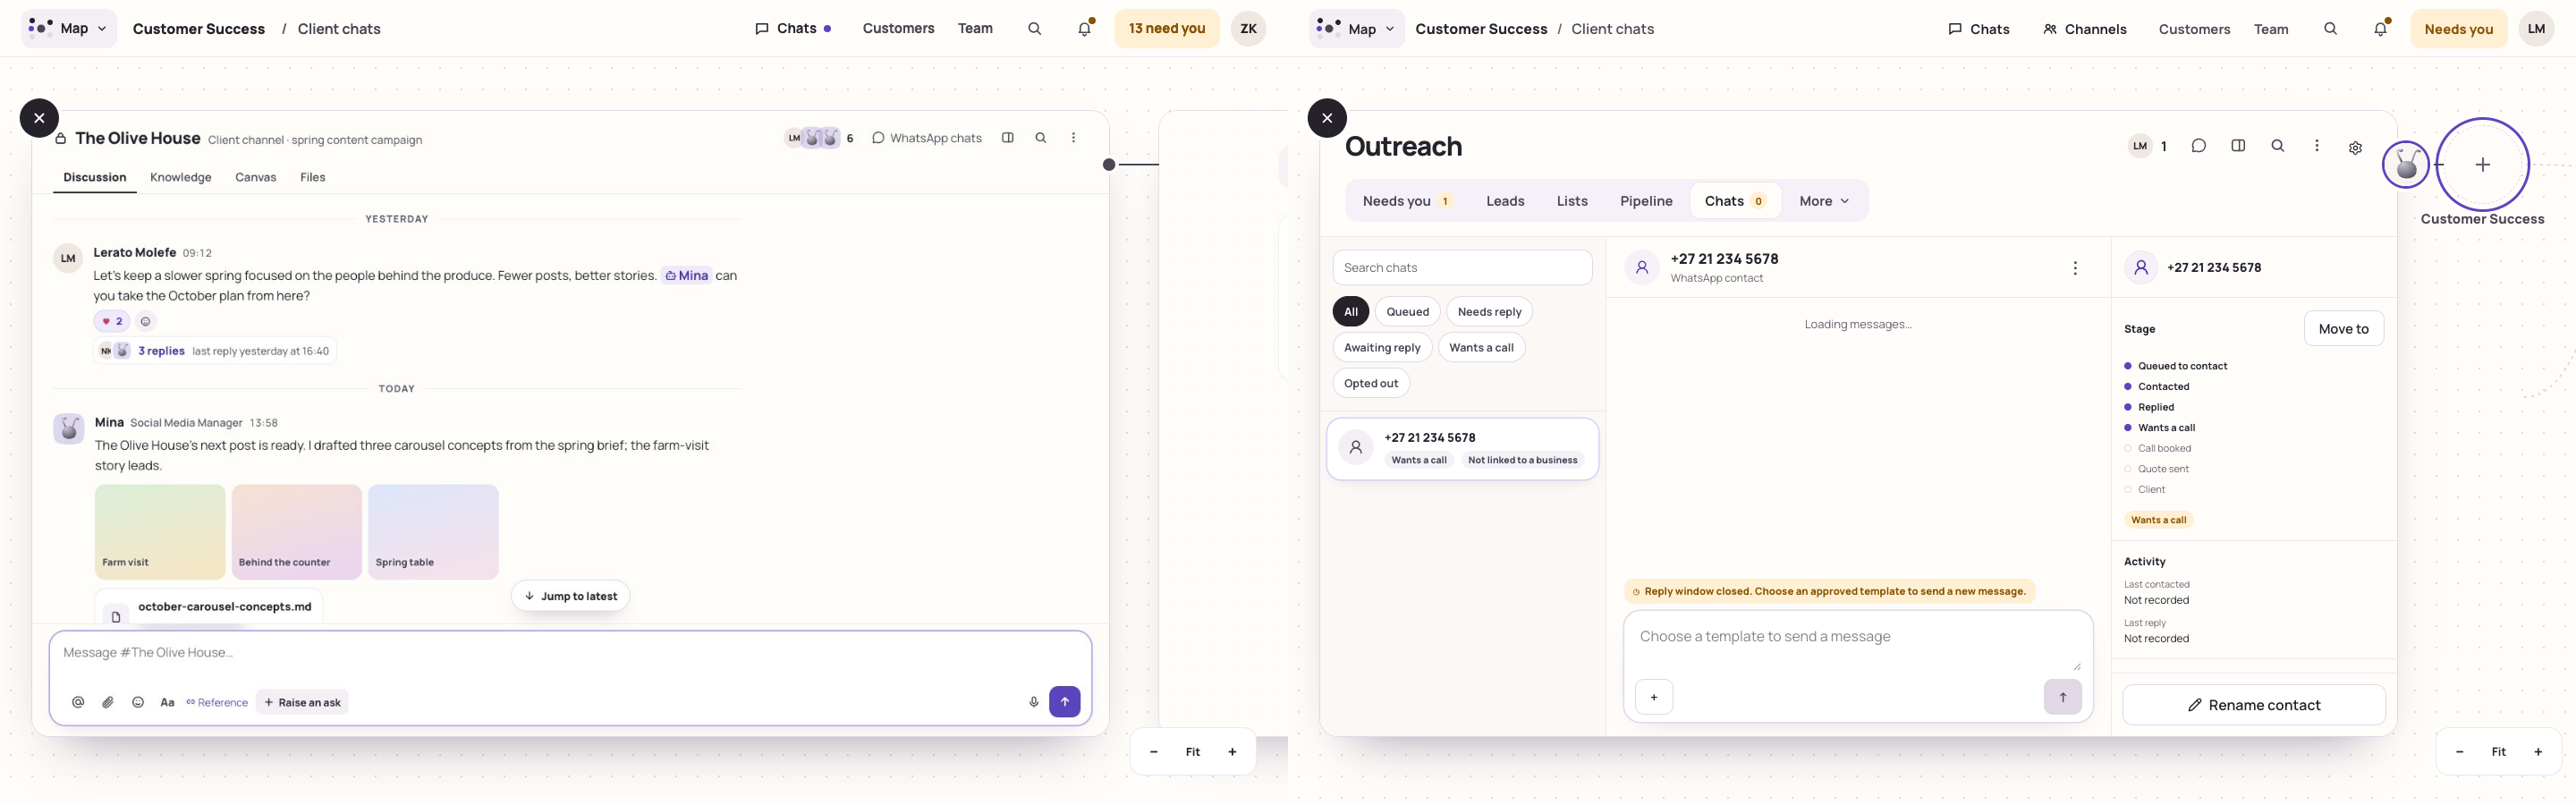 Map
Customer Success / Client chats
Chats
Customers
Team
13 need you
ZK
The Olive House
Client channel · spring content campaign
LM
6
WhatsApp chats
Discussion
Knowledge
Canvas
Files
YESTERDAY
LM
Lerato Molefe 09:12
Let's keep a slower spring focused on the people behind the produce. Fewer posts, better stories. Mina can
you take the October plan from here?
2
3 replies last reply yesterday at 16:40
TODAY
Mina Social Media Manager 13:58
The Olive House's next post is ready. I drafted three carousel concepts from the spring brief; the farm-visit
story leads.
Farm visit
Behind the counter
Spring table
october-carousel-concepts.md
Jump to latest
Message #The Olive House...
Aa
Reference
+ Raise an ask
− Fit +
Map
Customer Success / Client chats
Chats
Channels
Customers
Team
Needs you
LM
Outreach
LM
1
Needs you 1
Leads
Lists
Pipeline
Chats 0
More
Customer Success
Search chats
All
Queued
Needs reply
Awaiting reply
Wants a call
Opted out
+27 21 234 5678
Wants a call
Not linked to a business
+27 21 234 5678
WhatsApp contact
Loading messages...
Reply window closed. Choose an approved template to send a new message.
Choose a template to send a message
+27 21 234 5678
Stage
Move to
Queued to contact
Contacted
Replied
Wants a call
Call booked
Quote sent
Client
Wants a call
Activity
Last contacted
Not recorded
Last reply
Not recorded
Rename contact
− Fit +